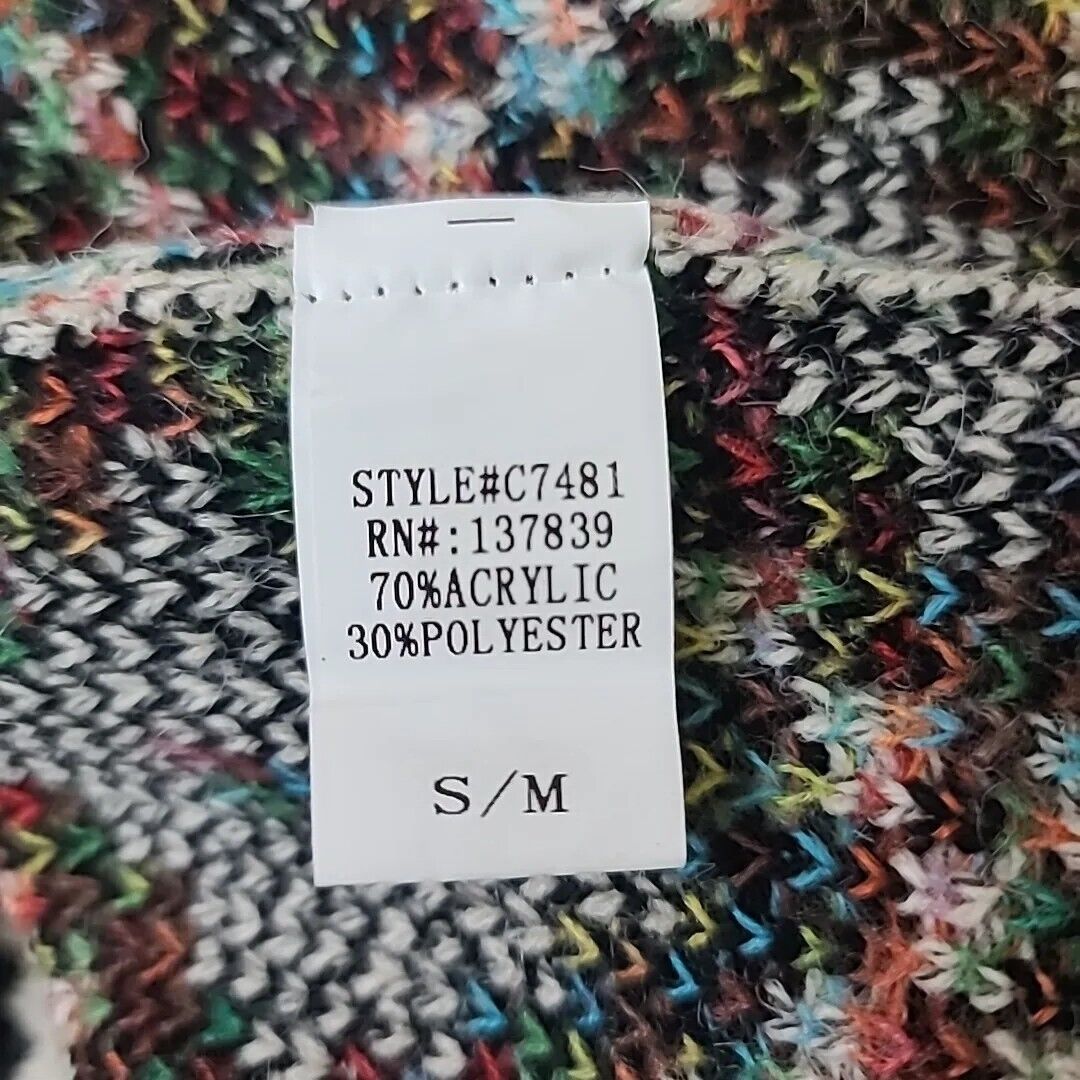 STYLE#C7481
RN#:137839
70%ACRYLIC
30%POLYESTER
S/M